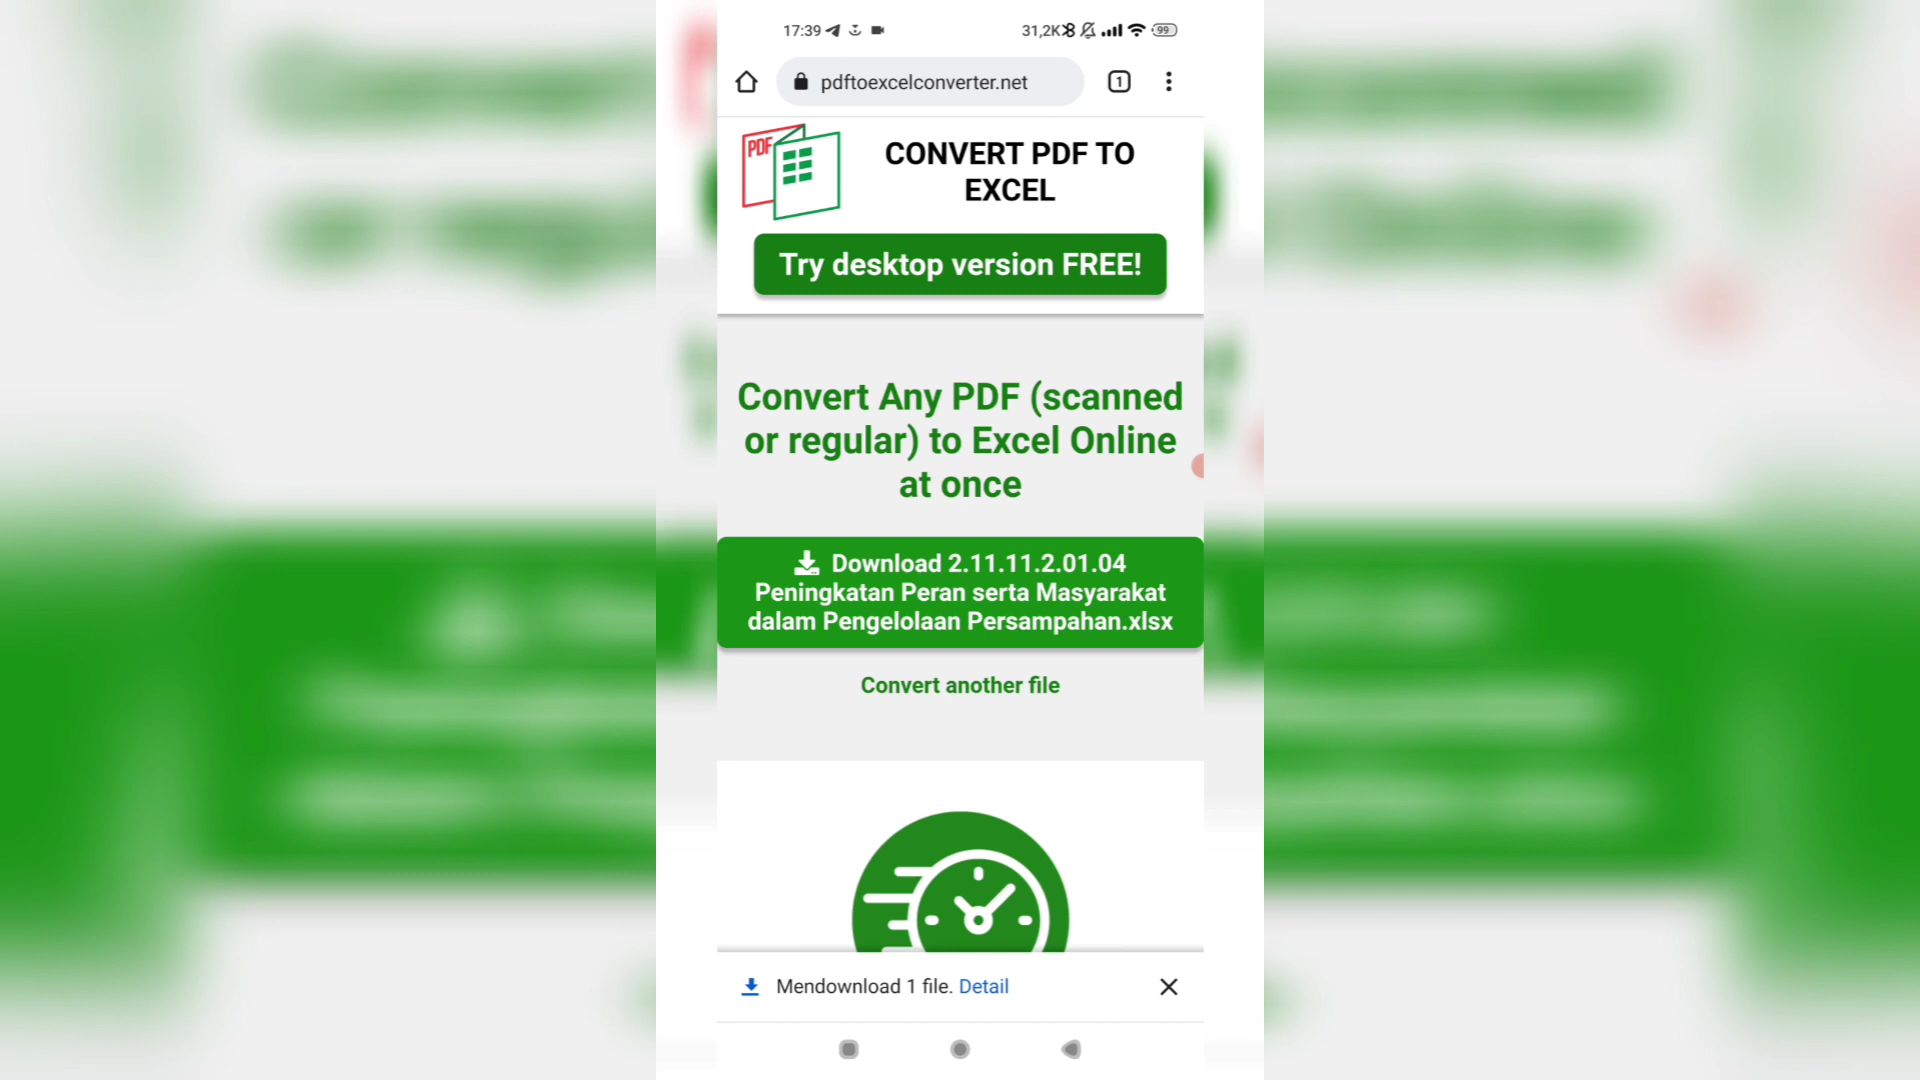 17:39
31,2K
99
pdftoexcelconverter.net
1
PDF
CONVERT PDF TO
EXCEL
Try desktop version FREE!
Convert Any PDF (scanned
or regular) to Excel Online
at once
Download 2.11.11.2.01.04
Peningkatan Peran serta Masyarakat
dalam Pengelolaan Persampahan.xlsx
Convert another file
Mendownload 1 file. Detail